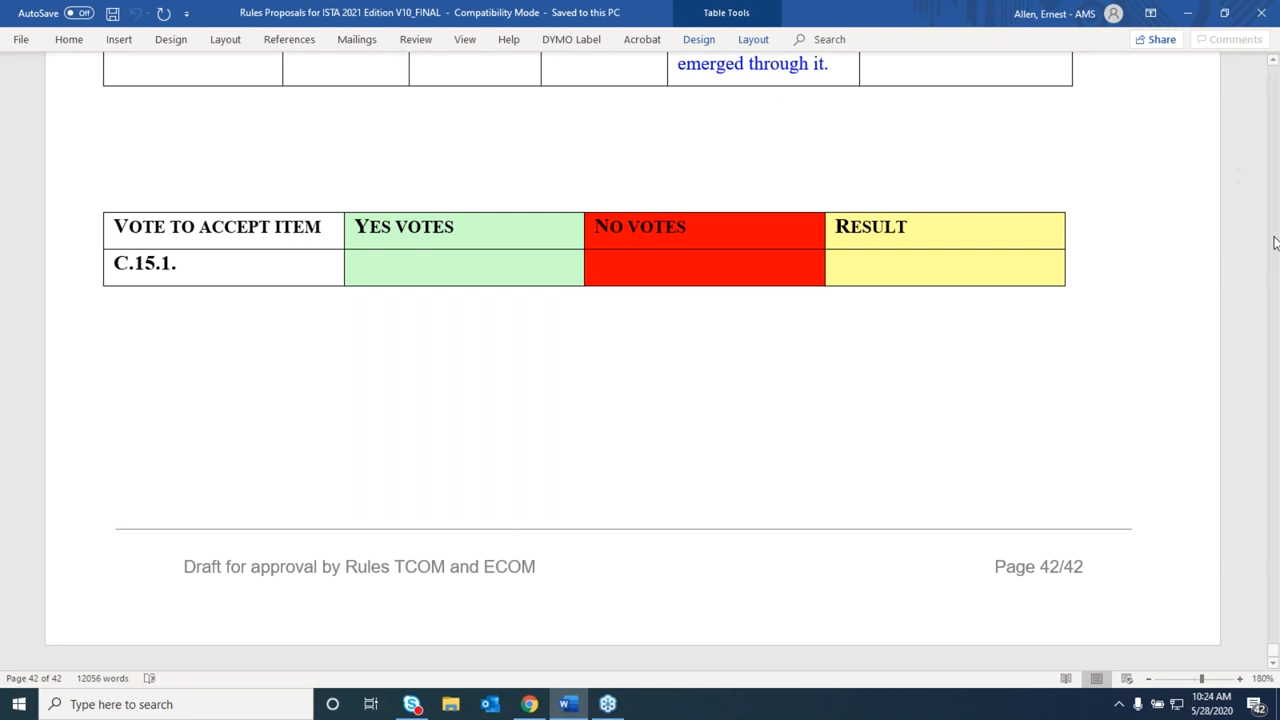 AutoSave Off Rules Proposals for ISTA 2021 Edition V10_FINAL - Compatibility Mode - Saved to this PC Table Tools Allen, Ernest - AMS
File Home Insert Design Layout References Mailings Review View Help DYMO Label Acrobat Design Layout Search Share Comments
emerged through it.
VOTE TO ACCEPT ITEM YES VOTES NO VOTES RESULT
C.15.1.
Draft for approval by Rules TCOM and ECOM Page 42/42
Page 42 of 42 12056 words 180%
Type here to search 10:24 AM
5/28/2020 42